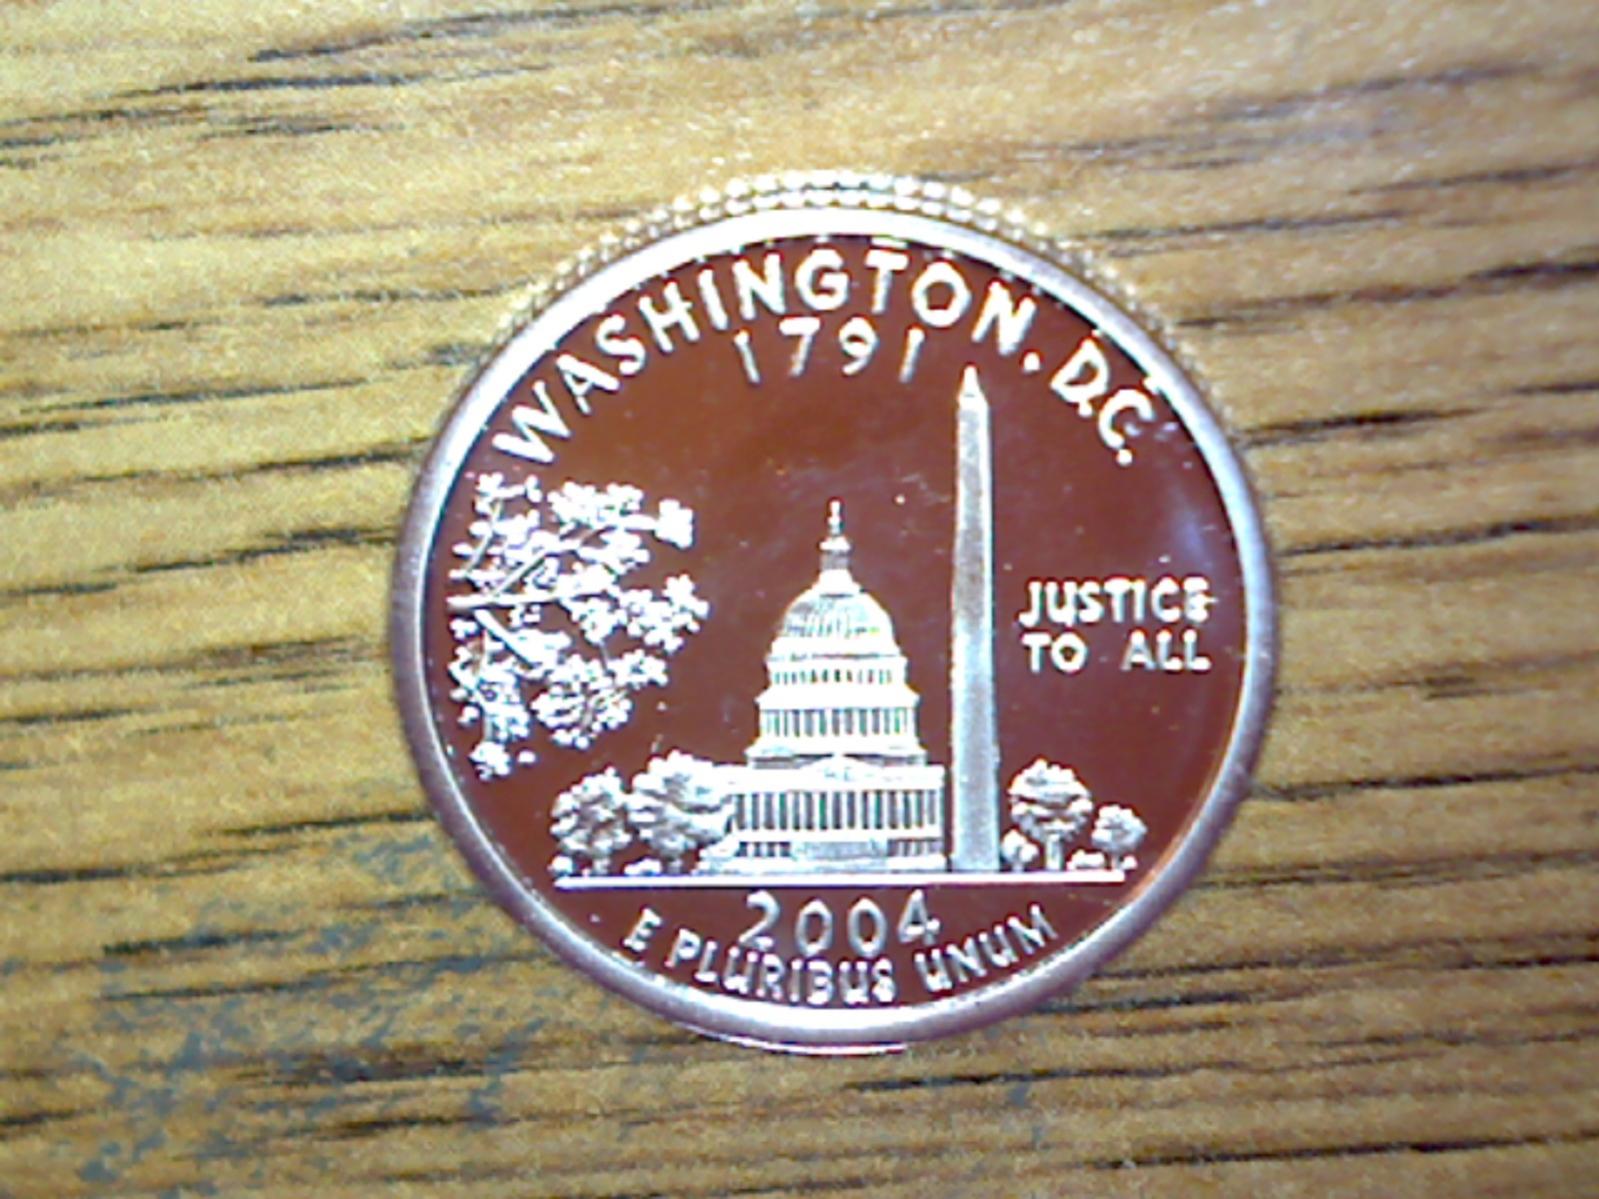 WASHINGTON, D.C.
1791
JUSTICE
TO ALL
2004
E PLURIBUS UNUM